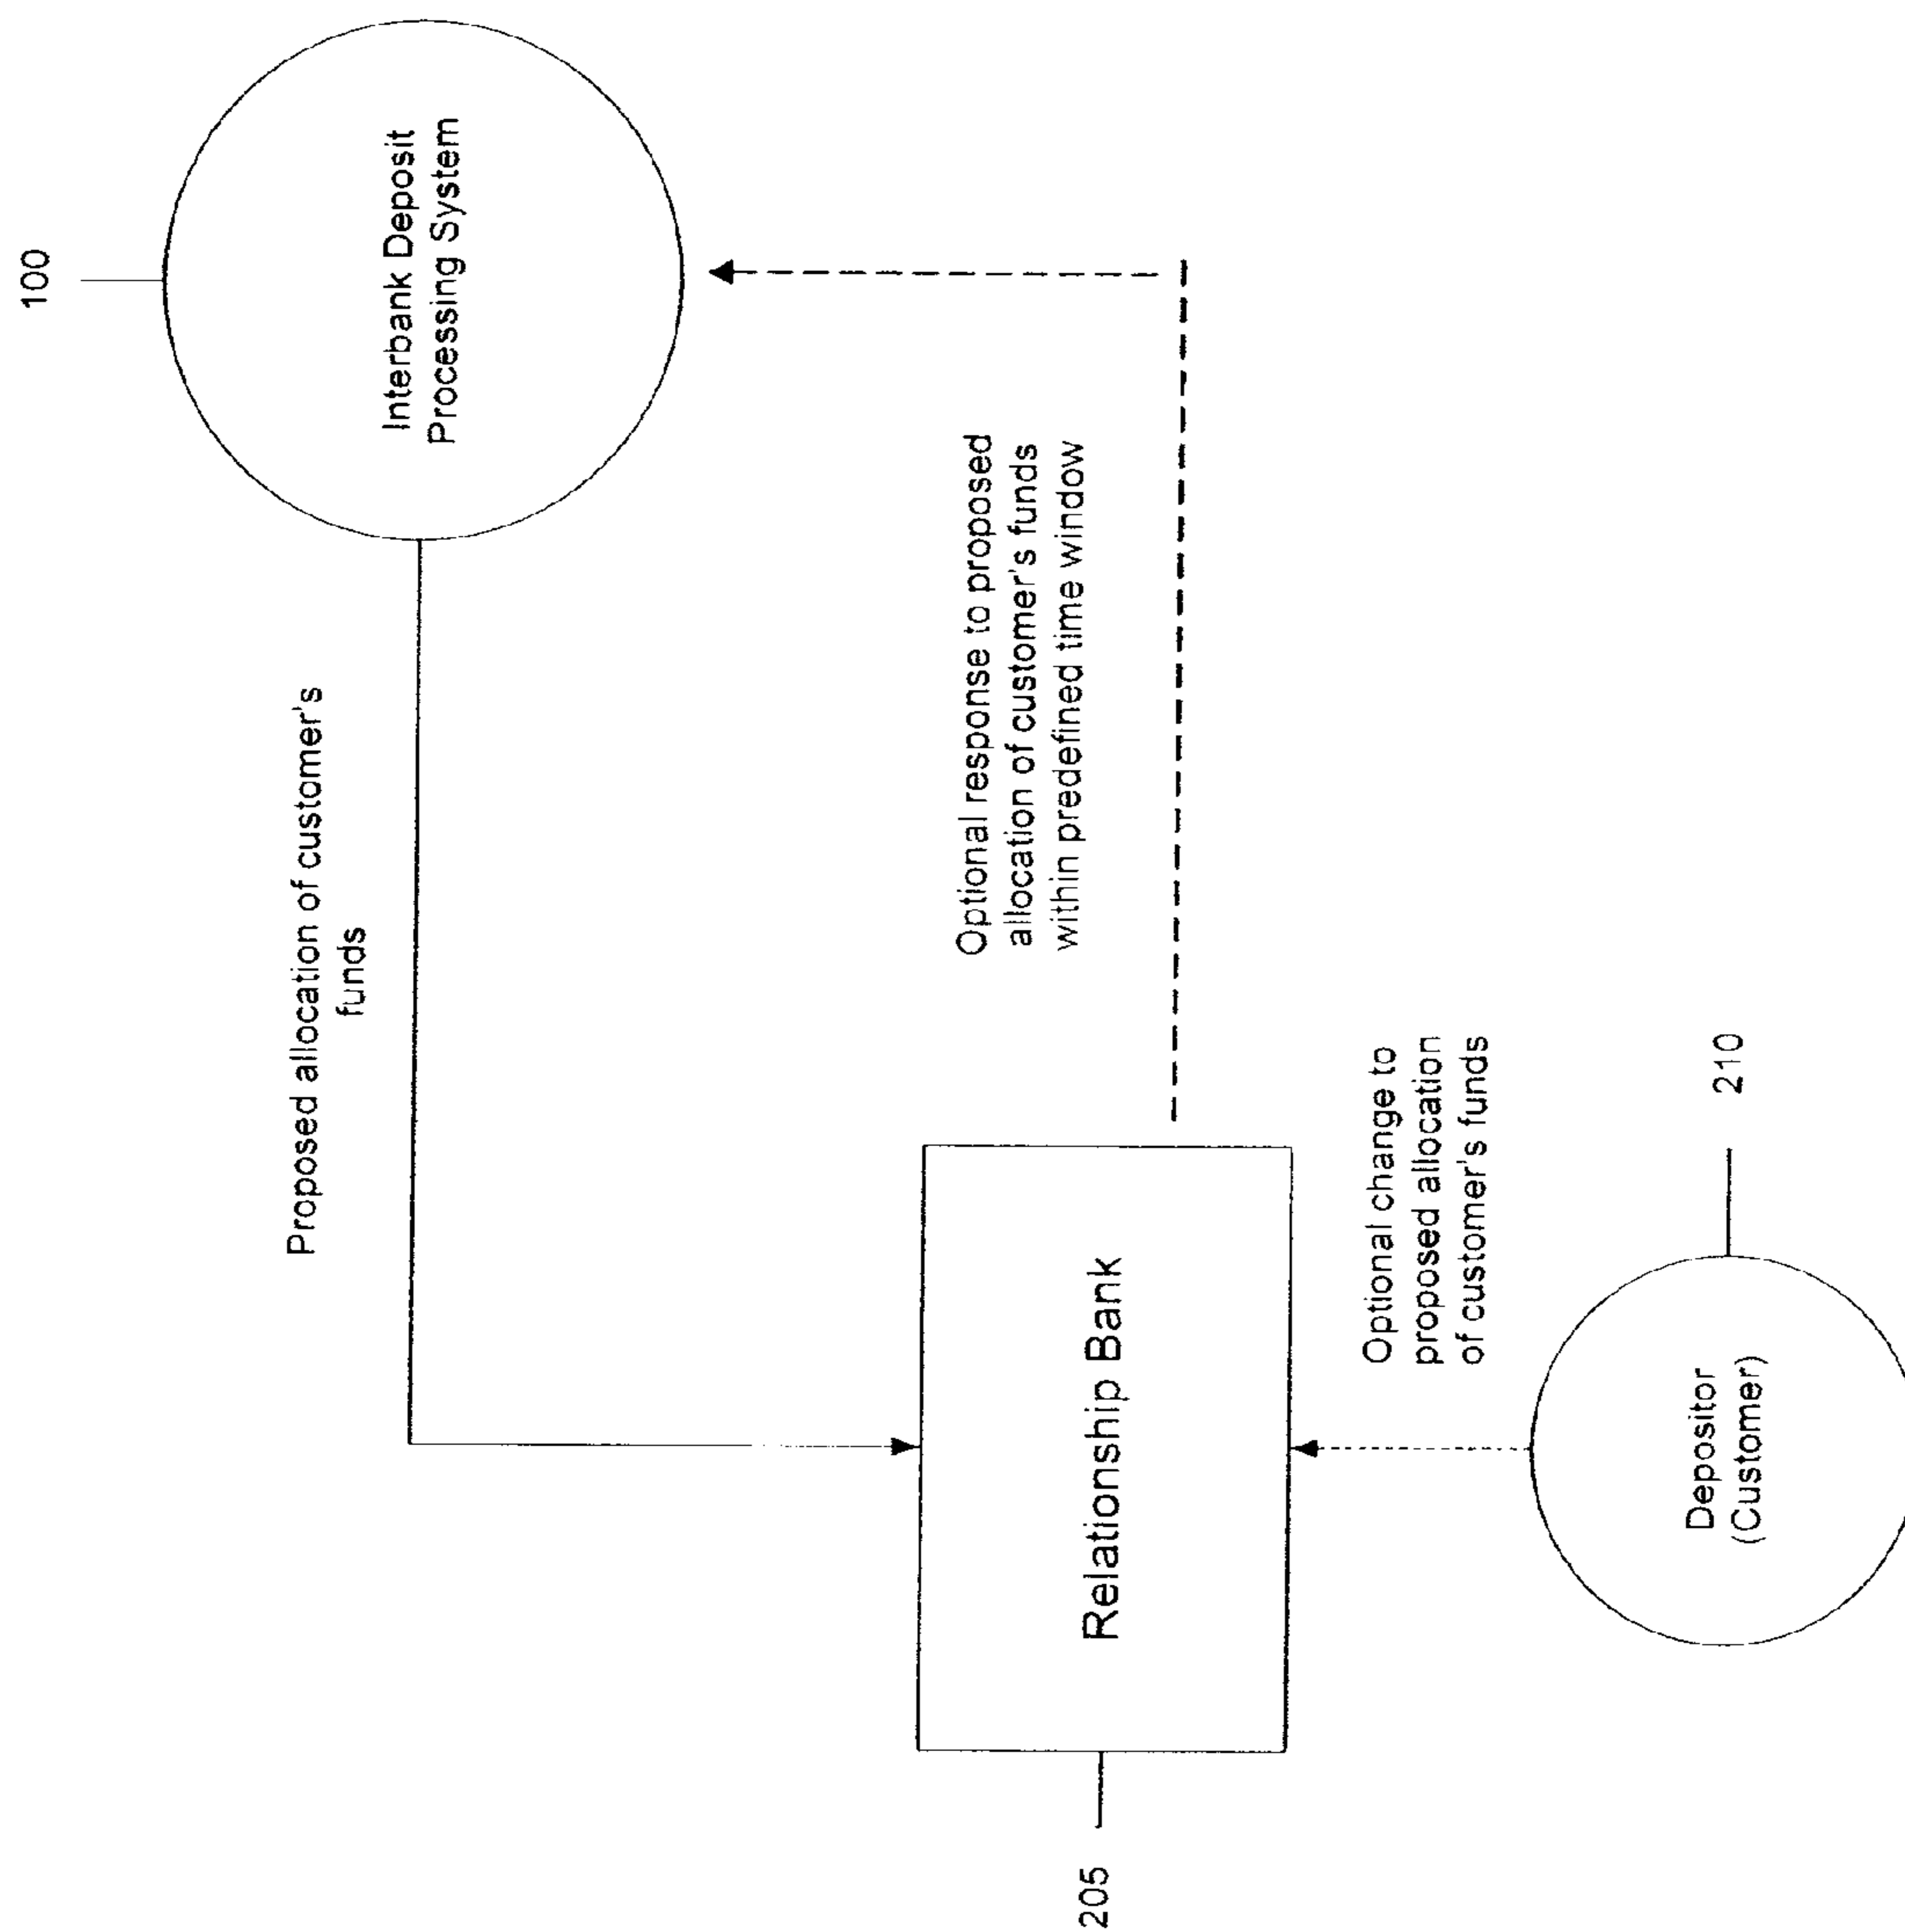 100
Interbank Deposit
Processing System
Proposed allocation of customer's
funds
Optional response to proposed
allocation of customer's funds
within predefined time window
Relationship Bank
205
Optional change to
proposed allocation
of customer's funds
Depositor
(Customer)
210